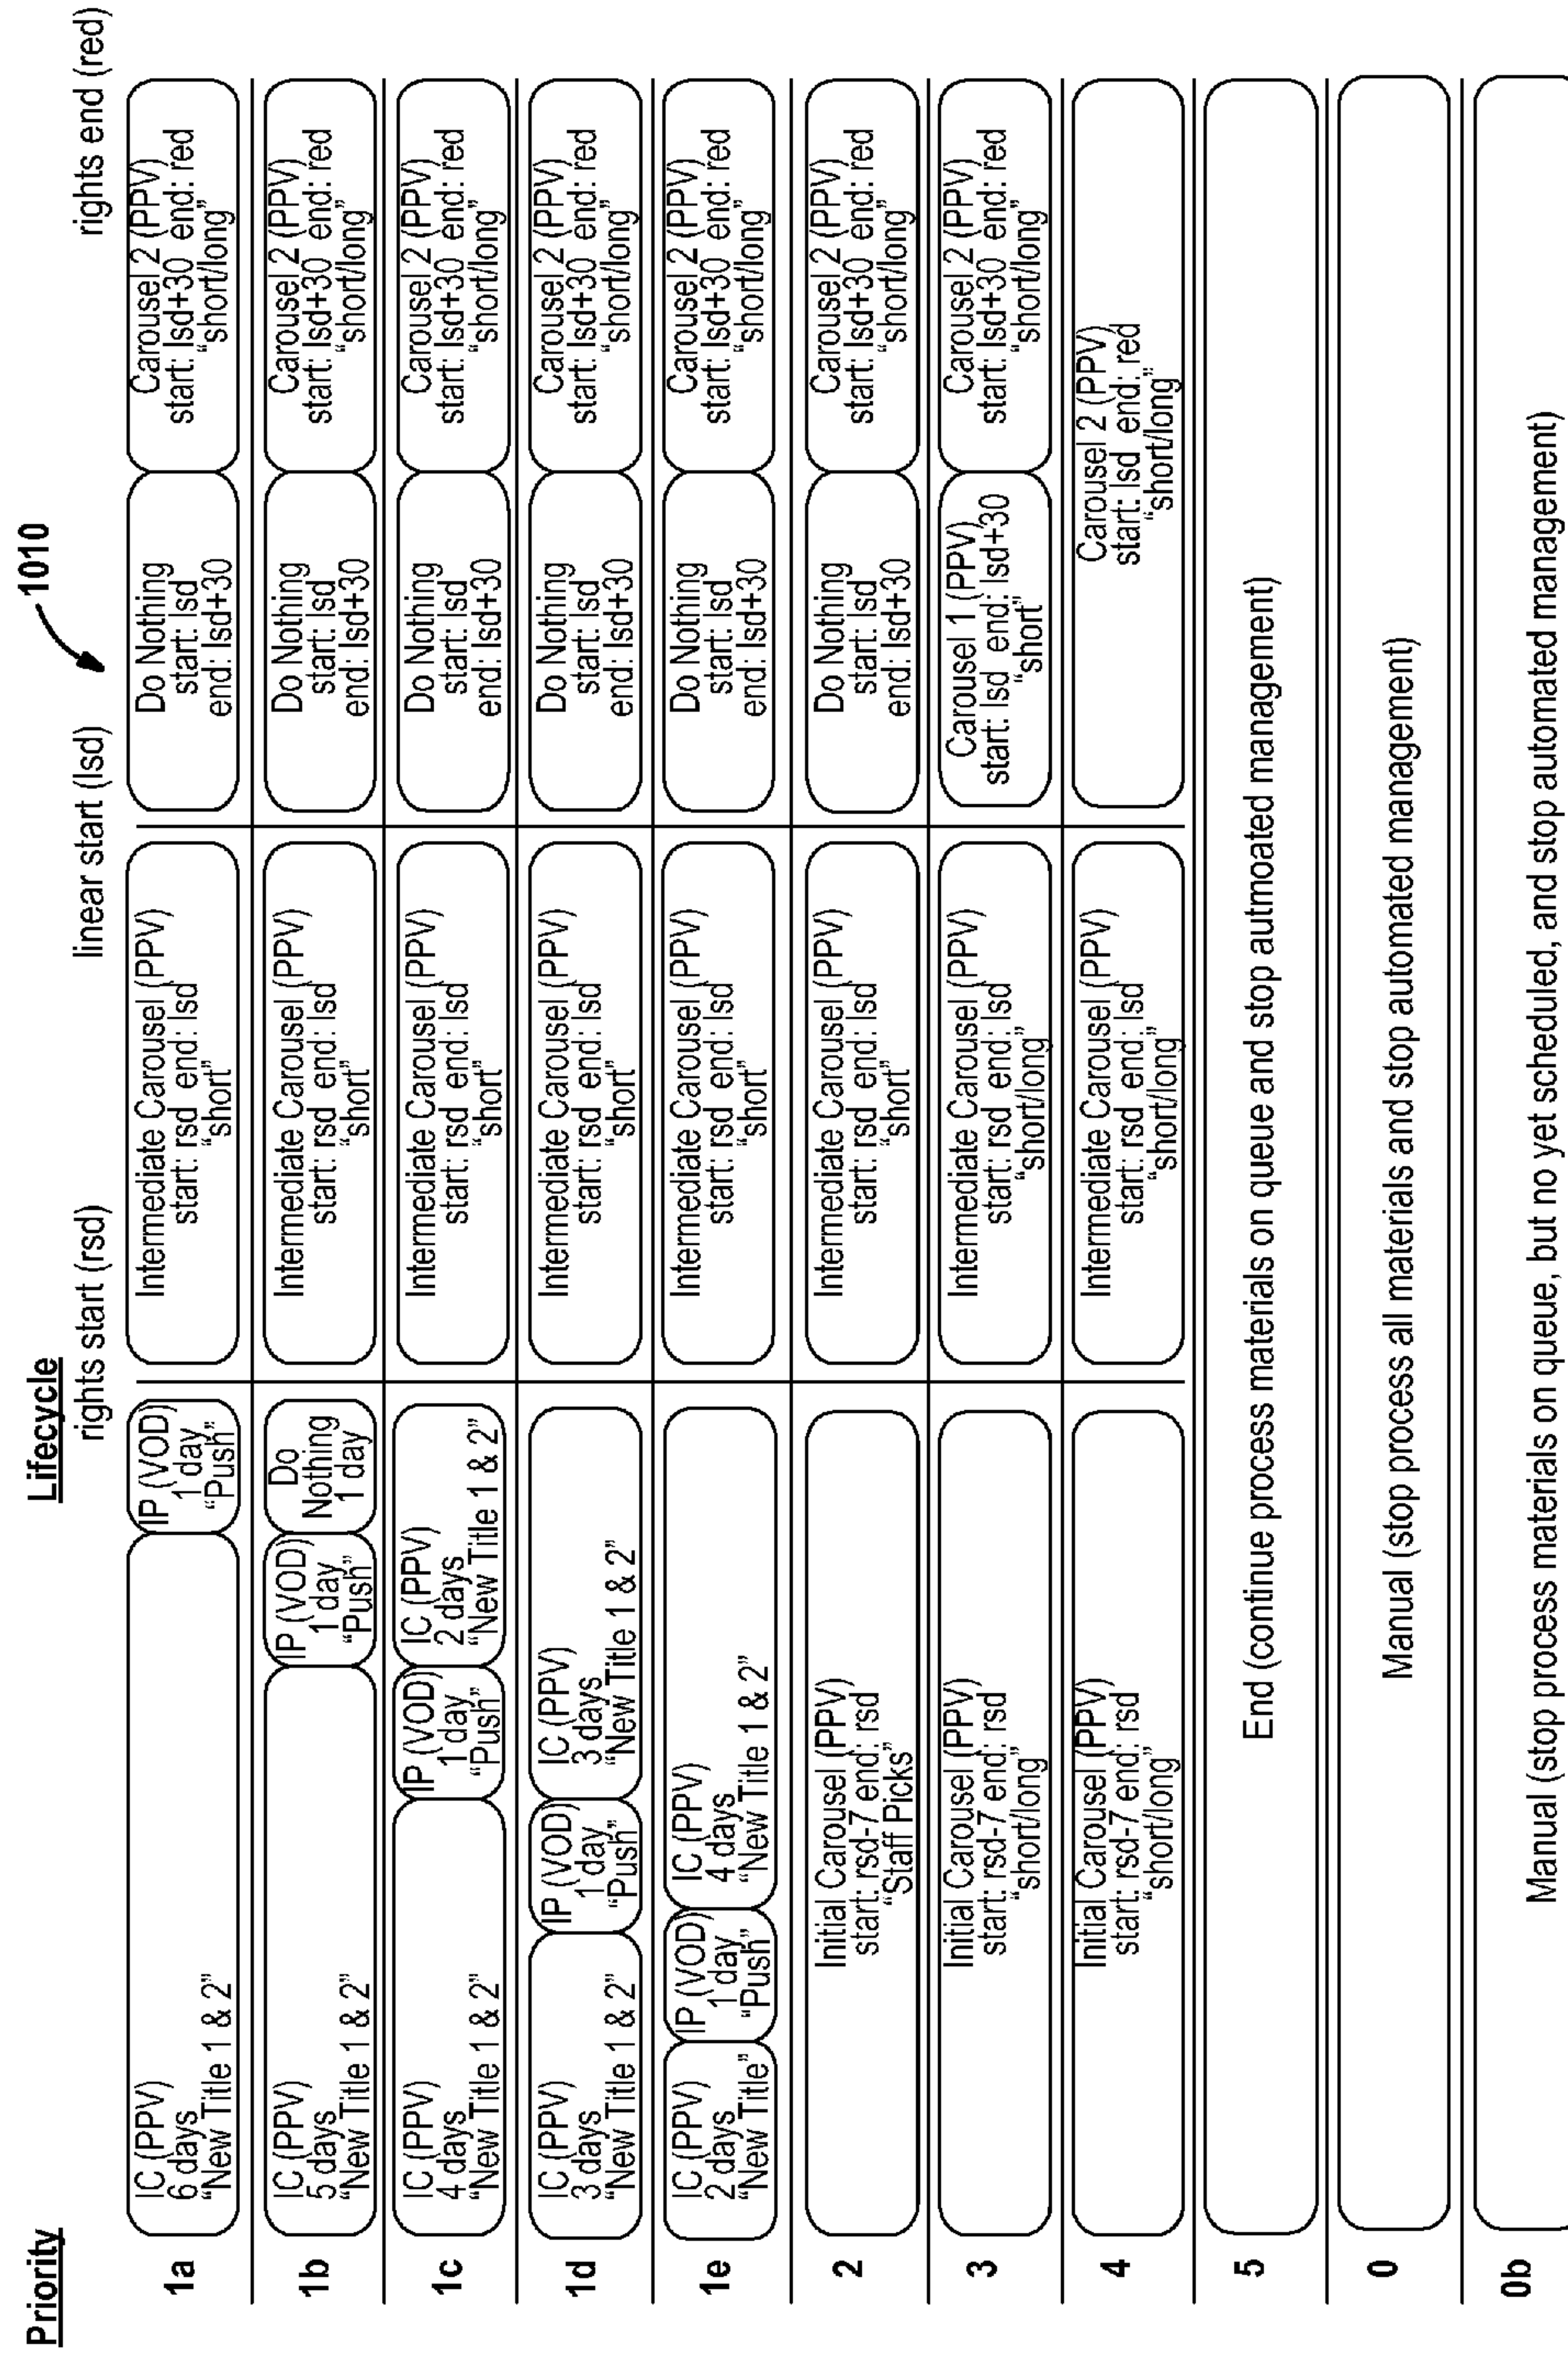 1010
Priority
Lifecycle
rights start (rsd)
linear start (lsd)
rights end (red)
1a
IC (PPV)
6 days
“New Title 1 & 2”
IP (VOD)
1 day
“Push”
Intermediate Carousel (PPV)
start: rsd end: lsd
“short”
Do Nothing
start: lsd
end: lsd+30
Carousel 2 (PPV)
start: lsd+30 end: red
“short/long”
1b
IC (PPV)
5 days
“New Title 1 & 2”
IP (VOD)
1 day
“Push”
Do
Nothing
1 day
Intermediate Carousel (PPV)
start: rsd end: lsd
“short”
Do Nothing
start: lsd
end: lsd+30
Carousel 2 (PPV)
start: lsd+30 end: red
“short/long”
1c
IC (PPV)
4 days
“New Title 1 & 2”
IP (VOD)
1 day
“Push”
IC (PPV)
2 days
“New Title 1 & 2”
Intermediate Carousel (PPV)
start: rsd end: lsd
“short”
Do Nothing
start: lsd
end: lsd+30
Carousel 2 (PPV)
start: lsd+30 end: red
“short/long”
1d
IC (PPV)
3 days
“New Title 1 & 2”
IP (VOD)
1 day
“Push”
IC (PPV)
3 days
“New Title 1 & 2”
Intermediate Carousel (PPV)
start: rsd end: lsd
“short”
Do Nothing
start: lsd
end: lsd+30
Carousel 2 (PPV)
start: lsd+30 end: red
“short/long”
1e
IC (PPV)
2 days
“New Title”
IP (VOD)
1 day
“Push”
IC (PPV)
4 days
“New Title 1 & 2”
Intermediate Carousel (PPV)
start: rsd end: lsd
“short”
Do Nothing
start: lsd
end: lsd+30
Carousel 2 (PPV)
start: lsd+30 end: red
“short/long”
2
Initial Carousel (PPV)
start: rsd-7 end: rsd
“Staff Picks”
Intermediate Carousel (PPV)
start: rsd end: lsd
“short”
Do Nothing
start: lsd
end: lsd+30
Carousel 2 (PPV)
start: lsd+30 end: red
“short/long”
3
Initial Carousel (PPV)
start: rsd-7 end: rsd
“short/long”
Intermediate Carousel (PPV)
start: rsd end: lsd
“short/long”
Carousel 1 (PPV)
start: lsd end: lsd+30
“short”
Carousel 2 (PPV)
start: lsd+30 end: red
“short/long”
4
Initial Carousel (PPV)
start: rsd-7 end: rsd
“short/long”
Intermediate Carousel (PPV)
start: rsd end: lsd
“short/long”
Carousel 2 (PPV)
start: lsd end: red
“short/long”
5
End (continue process materials on queue and stop autmoated management)
0
Manual (stop process all materials and stop automated management)
0b
Manual (stop process materials on queue, but no yet scheduled, and stop automated management)